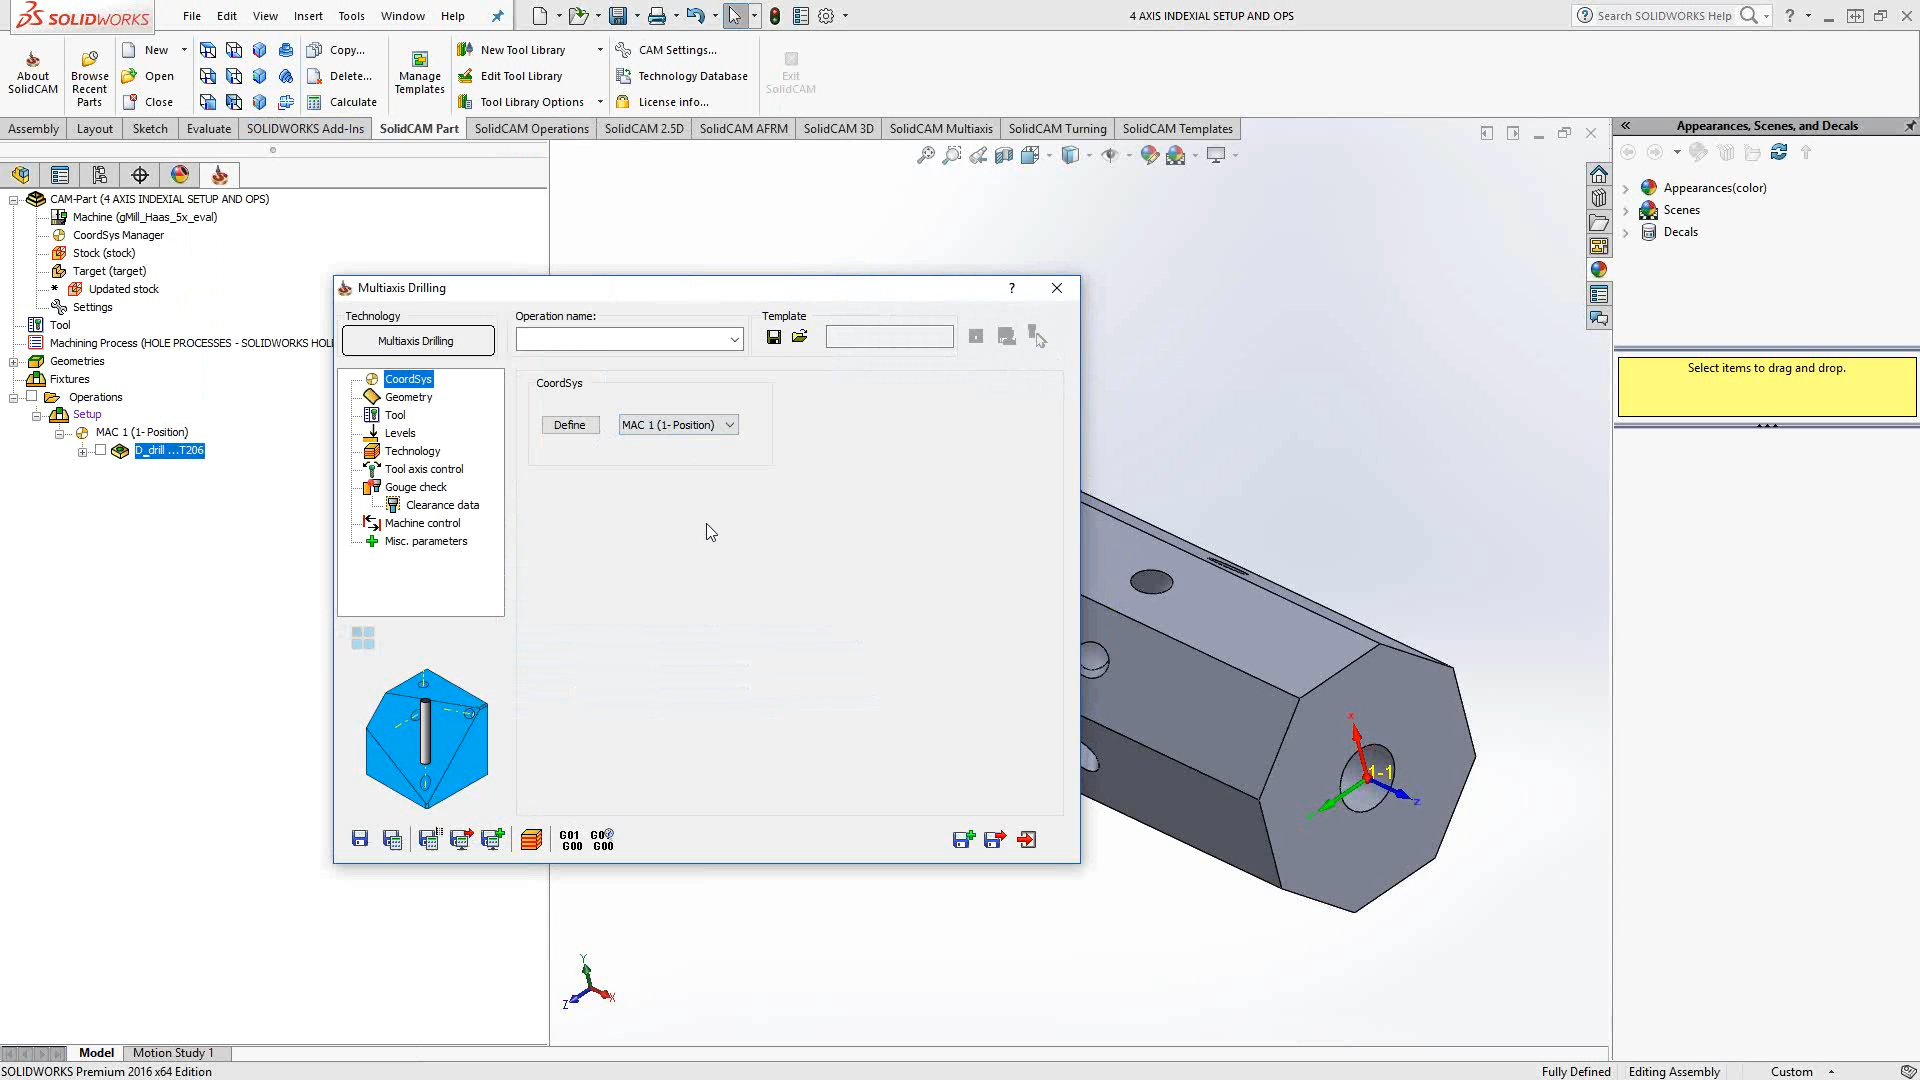 SOLIDWORKS
File Edit View Insert Tools Window Help
4 AXIS INDEXIAL SETUP AND OPS
Search SOLIDWORKS Help
About SolidCAM
Browse Recent Parts
New
Open
Close
Copy...
Delete...
Calculate
Manage Templates
New Tool Library
Edit Tool Library
Tool Library Options
CAM Settings...
Technology Database
License info...
Exit SolidCAM
Assembly Layout Sketch Evaluate SOLIDWORKS Add-Ins SolidCAM Part SolidCAM Operations SolidCAM 2.5D SolidCAM AFRM SolidCAM 3D SolidCAM Multiaxis SolidCAM Turning SolidCAM Templates
CAM-Part (4 AXIS INDEXIAL SETUP AND OPS)
Machine (gMill_Haas_5x_eval)
CoordSys Manager
Stock (stock)
Target (target)
* Updated stock
Settings
Tool
Machining Process (HOLE PROCESSES - SOLIDWORKS HOL
Geometries
Fixtures
Operations
Setup
MAC 1 (1- Position)
D_drill ...T206
Multiaxis Drilling
?
Technology
Multiaxis Drilling
Operation name:
Template
CoordSys
Geometry
Tool
Levels
Technology
Tool axis control
Gouge check
Clearance data
Machine control
Misc. parameters
CoordSys
Define
MAC 1 (1- Position)
G01 G00
G0 G00
X
1-1
Z
Y
X
Z
Appearances, Scenes, and Decals
Appearances(color)
Scenes
Decals
Select items to drag and drop.
Model Motion Study 1
SOLIDWORKS Premium 2016 x64 Edition
Fully Defined Editing Assembly Custom